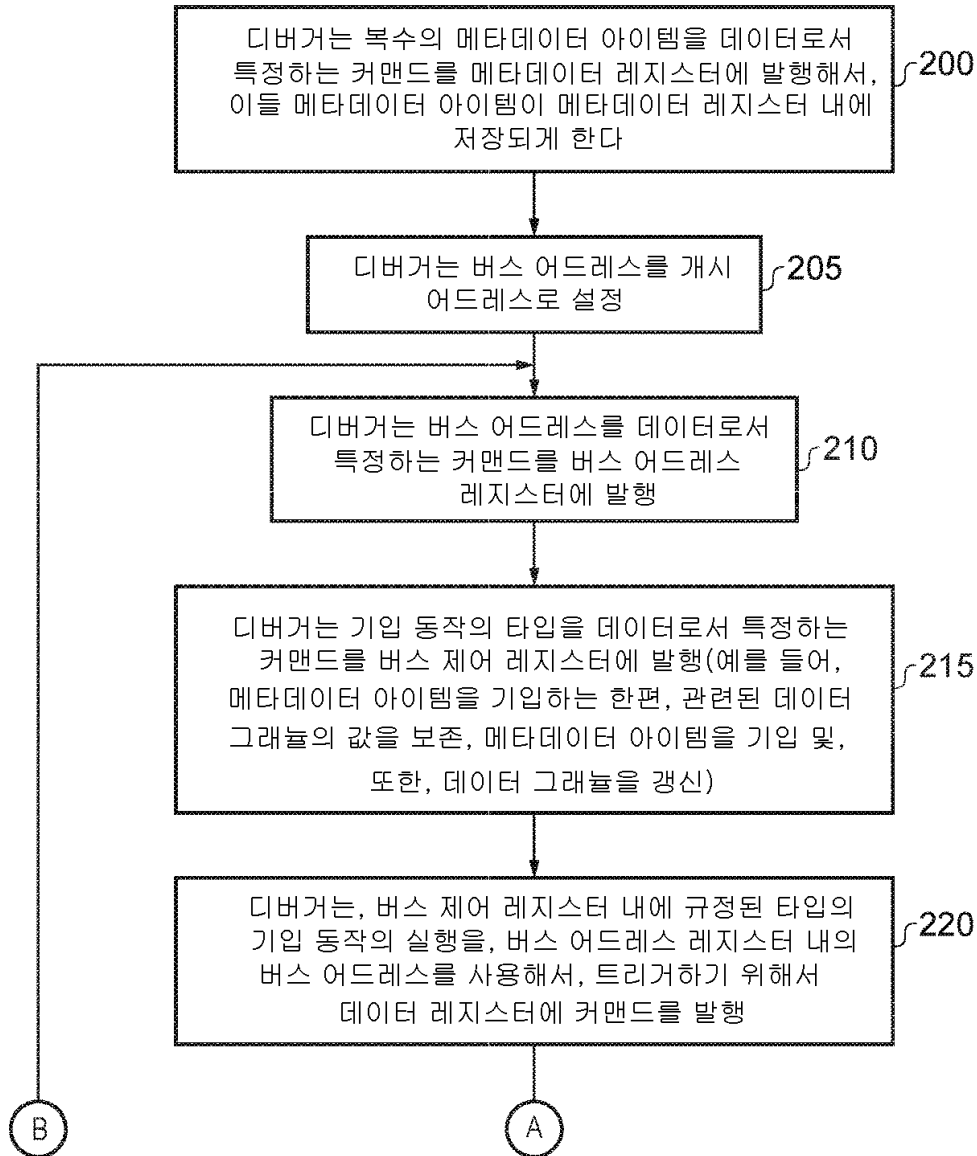 디버거는 복수의 메타데이터 아이템을 데이터로서
특정하는 커맨드를 메타데이터 레지스터에 발행해서,
이들 메타데이터 아이템이 메타데이터 레지스터 내에
저장되게 한다
200
디버거는 버스 어드레스를 개시
어드레스로 설정
205
디버거는 버스 어드레스를 데이터로서
특정하는 커맨드를 버스 어드레스
레지스터에 발행
210
디버거는 기입 동작의 타입을 데이터로서 특정하는
커맨드를 버스 제어 레지스터에 발행(예를 들어,
메타데이터 아이템을 기입하는 한편, 관련된 데이터
그래뉼의 값을 보존, 메타데이터 아이템을 기입 및,
또한, 데이터 그래뉼을 갱신)
215
디버거는, 버스 제어 레지스터 내에 규정된 타입의
기입 동작의 실행을, 버스 어드레스 레지스터 내의
버스 어드레스를 사용해서, 트리거하기 위해서
데이터 레지스터에 커맨드를 발행
220
B
A